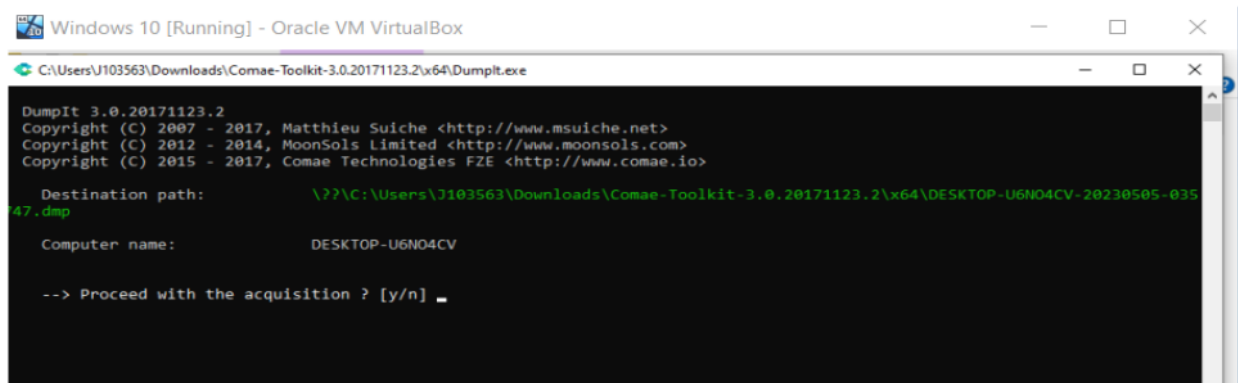 Windows 10 [Running] - Oracle VM VirtualBox
C:\Users\J103563\Downloads\Comae-Toolkit-3.0.20171123.2\x64\DumpIt.exe
DumpIt 3.0.20171123.2
Copyright (C) 2007 - 2017, Matthieu Suiche <http://www.msuiche.net>
Copyright (C) 2012 - 2014, MoonSols Limited <http://www.moonsols.com>
Copyright (C) 2015 - 2017, Comae Technologies FZE <http://www.comae.io>
Destination path: \??\C:\Users\J103563\Downloads\Comae-Toolkit-3.0.20171123.2\x64\DESKTOP-U6NO4CV-20230505-035
747.dmp
Computer name: DESKTOP-U6NO4CV
--> Proceed with the acquisition ? [y/n]